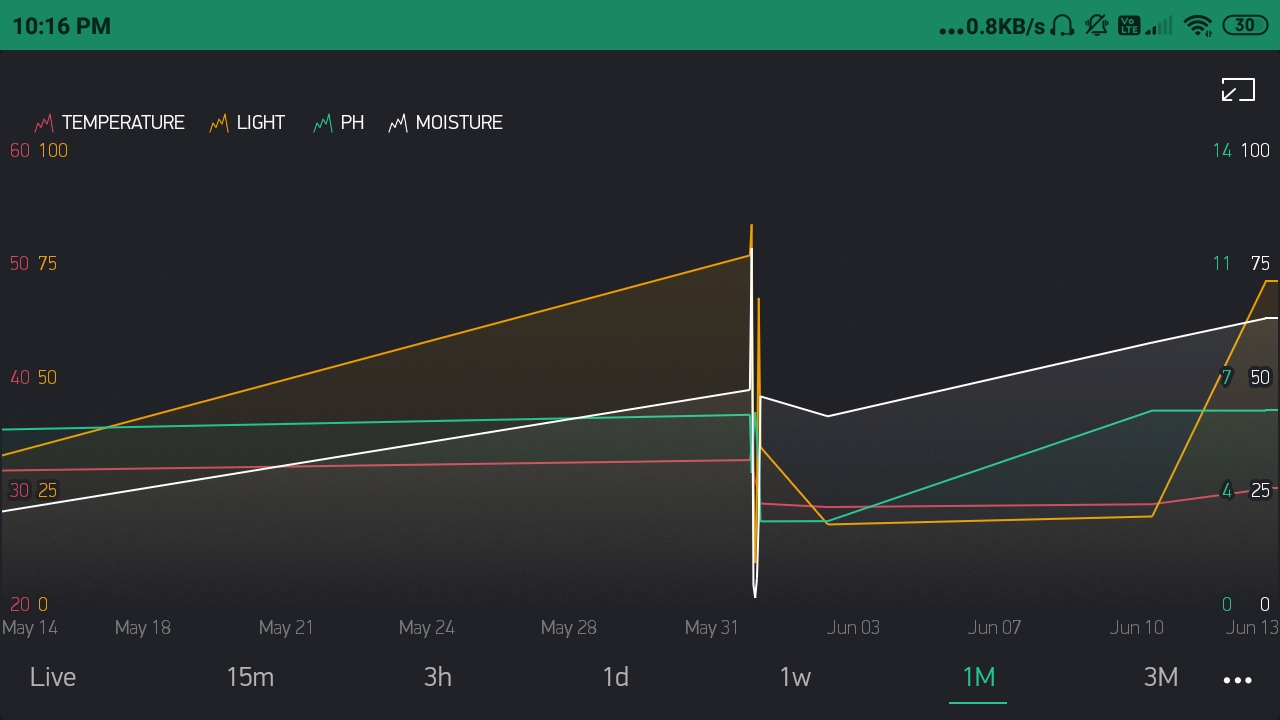 10:16 PM ...0.8KB/s Vo LTE 30
TEMPERATURE LIGHT PH MOISTURE
60 100 14 100
50 75 11 75
40 50 7 50
30 25 4 25
20 0 0 0
May 14 May 18 May 21 May 24 May 28 May 31 Jun 03 Jun 07 Jun 10 Jun 13
Live 15m 3h 1d 1w 1M 3M ...